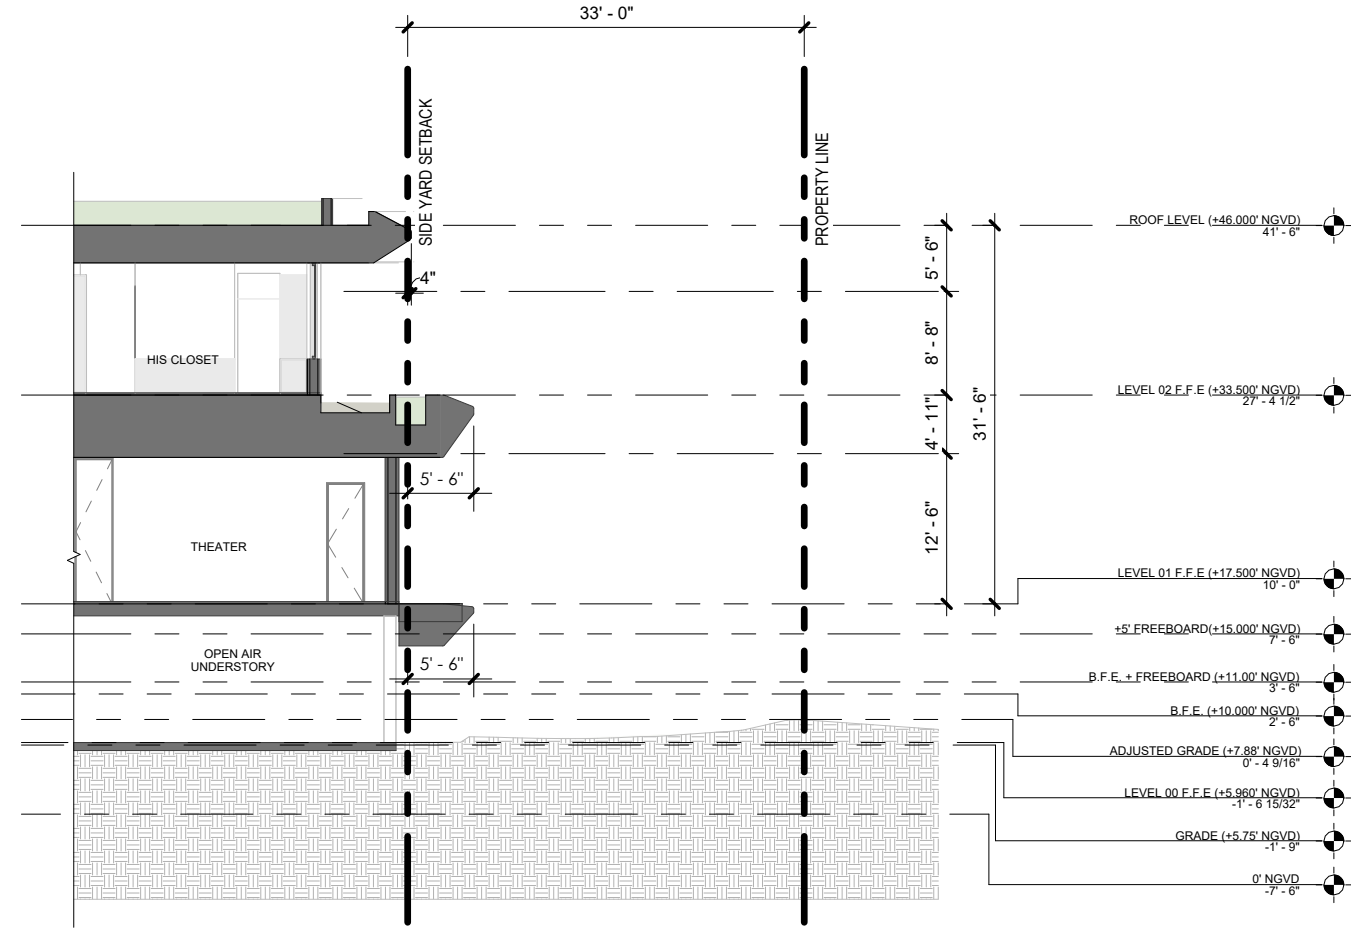 33' - 0"
SIDE YARD SETBACK
PROPERTY LINE
ROOF LEVEL (+46.000' NGVD)
41' - 6"
5' - 6"
4"
8' - 8"
HIS CLOSET
LEVEL 02 F.F.E (+33.500' NGVD)
27' - 4 1/2"
4' - 11"
31' - 6"
5' - 6"
12' - 6"
THEATER
LEVEL 01 F.F.E (+17.500' NGVD)
10' - 0"
+5' FREEBOARD(+15.000' NGVD)
7' - 6"
OPEN AIR
UNDERSTORY
5' - 6"
B.F.E. + FREEBOARD (+11.00' NGVD)
3' - 6"
B.F.E. (+10.000' NGVD)
2' - 6"
ADJUSTED GRADE (+7.88' NGVD)
0' - 4 9/16"
LEVEL 00 F.F.E (+5.960' NGVD)
-1' - 6 15/32"
GRADE (+5.75' NGVD)
-1' - 9"
0' NGVD
-7' - 6"